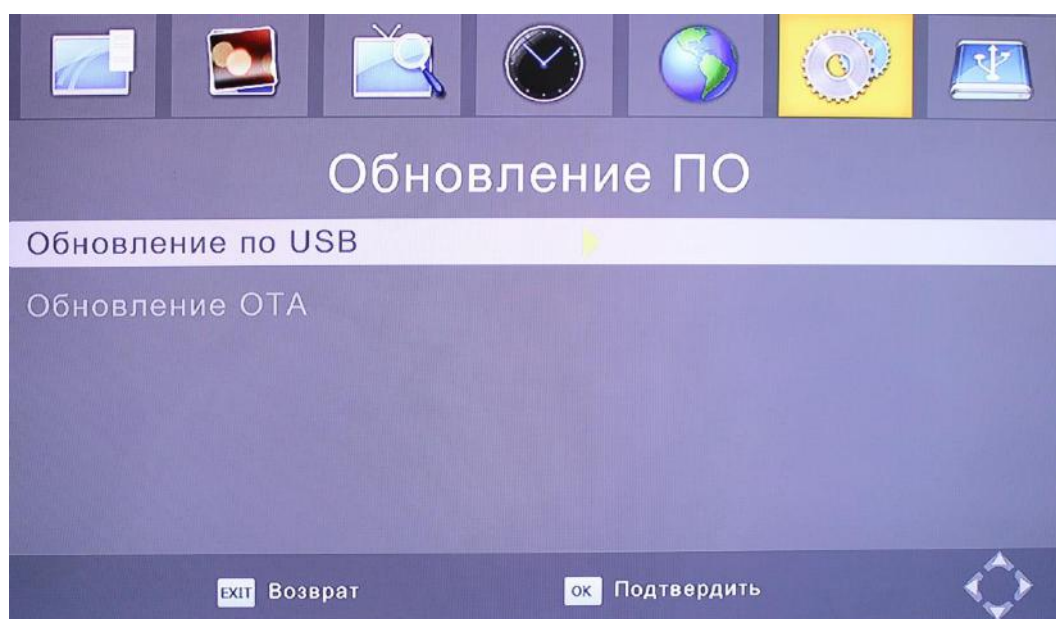 Обновление ПО
Обновление по USB
Обновление OTA
EXIT Возврат
OK Подтвердить